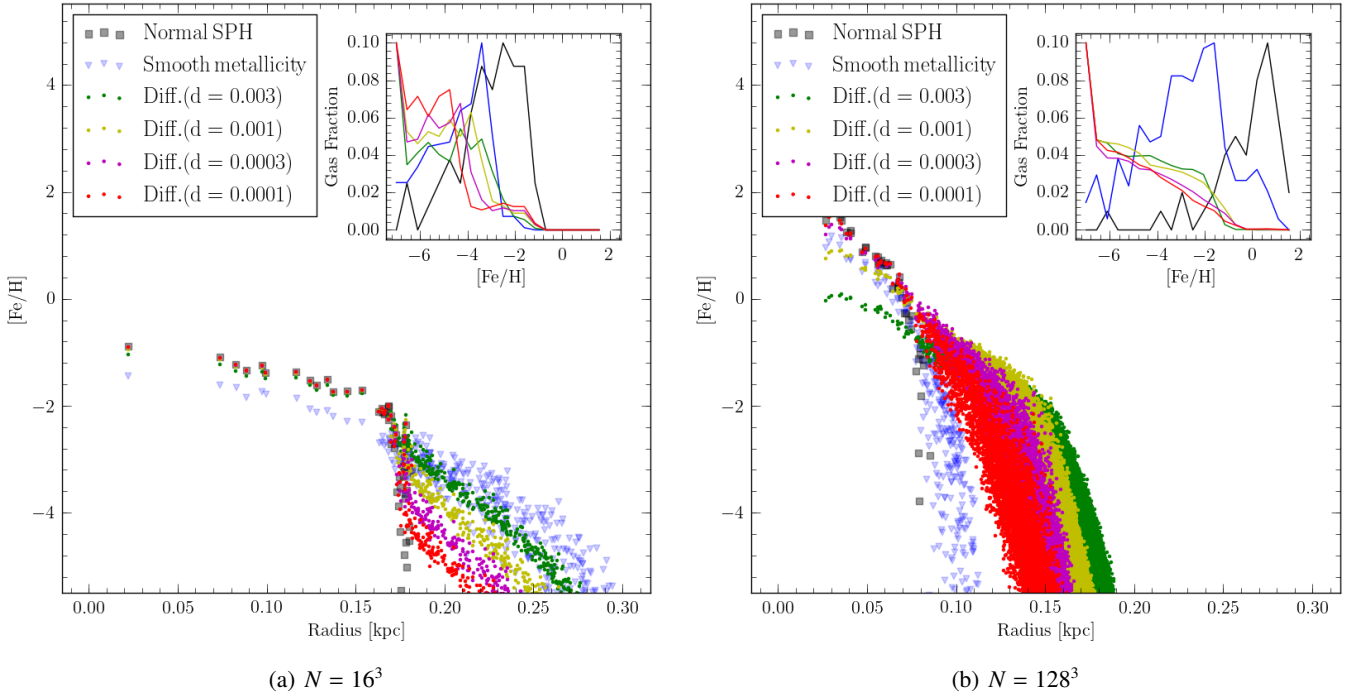 Normal SPH
Smooth metallicity
Diff.(d = 0.003)
Diff.(d = 0.001)
Diff.(d = 0.0003)
Diff.(d = 0.0001)
0.10
0.08
0.06
0.04
0.02
0.00
Gas Fraction
−6 −4 −2 0 2
[Fe/H]
4
2
0
−2
−4
[Fe/H]
0.00 0.05 0.10 0.15 0.20 0.25 0.30
Radius [kpc]
(a) N = 16³
Normal SPH
Smooth metallicity
Diff.(d = 0.003)
Diff.(d = 0.001)
Diff.(d = 0.0003)
Diff.(d = 0.0001)
0.10
0.08
0.06
0.04
0.02
0.00
Gas Fraction
−6 −4 −2 0 2
[Fe/H]
4
2
0
−2
−4
[Fe/H]
0.00 0.05 0.10 0.15 0.20 0.25 0.30
Radius [kpc]
(b) N = 128³